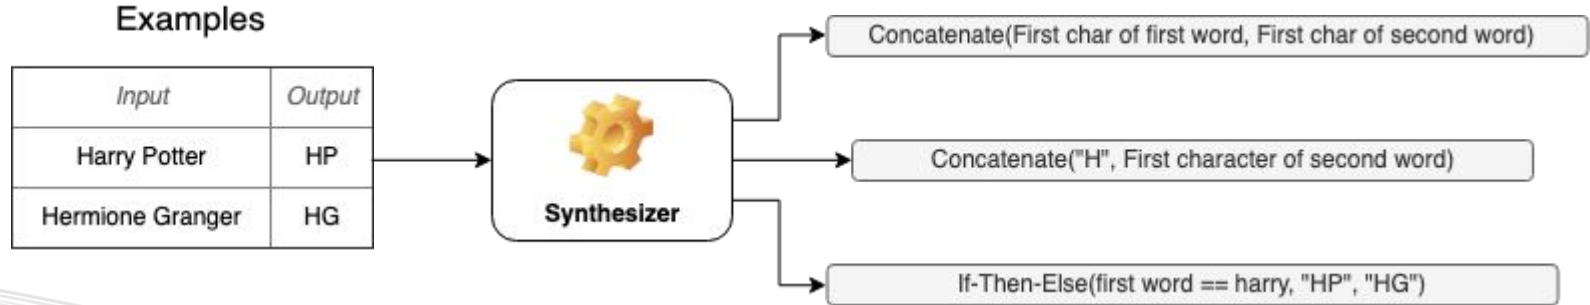 Examples
Input Output
Harry Potter HP
Hermione Granger HG
Synthesizer
Concatenate(First char of first word, First char of second word)
Concatenate("H", First character of second word)
If-Then-Else(first word == harry, "HP", "HG")